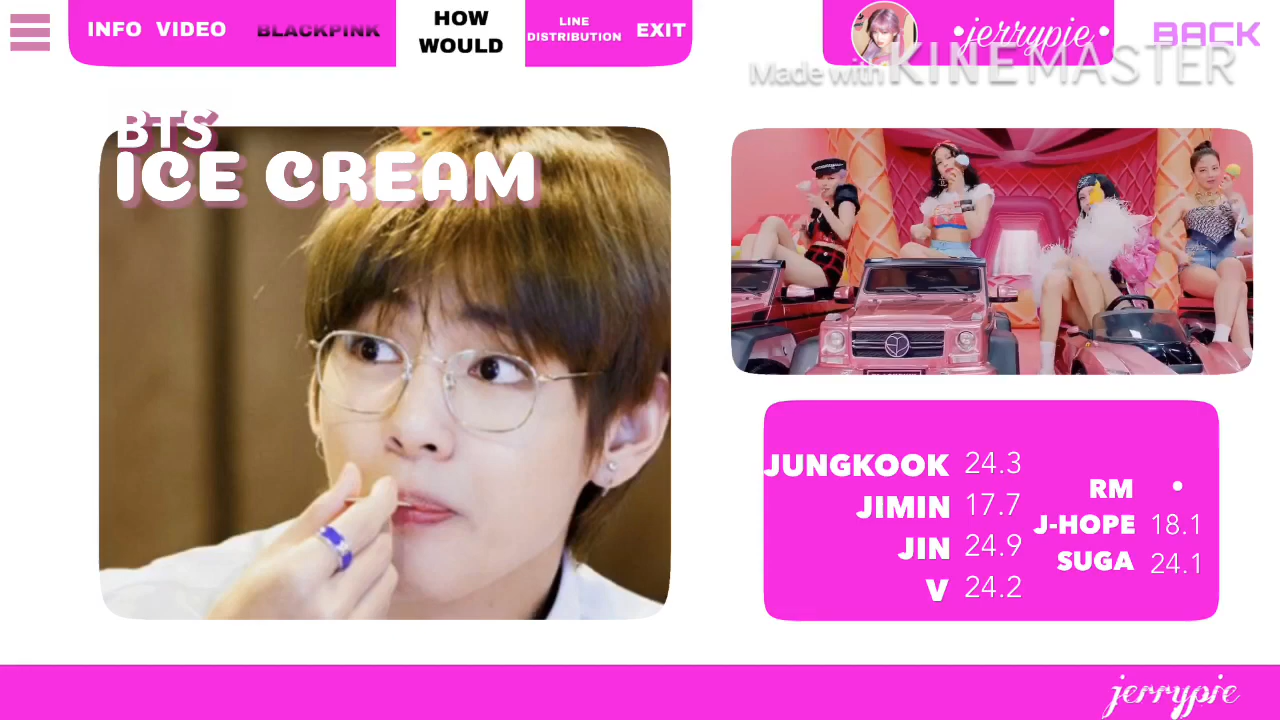 INFO VIDEO BLACKPINK HOW WOULD LINE DISTRIBUTION EXIT
•jerrypie•
BACK
Made with KINEMASTER
BTS
ICE CREAM
JUNGKOOK 24.3
JIMIN 17.7
JIN 24.9
V 24.2
RM •
J-HOPE 18.1
SUGA 24.1
jerrypie